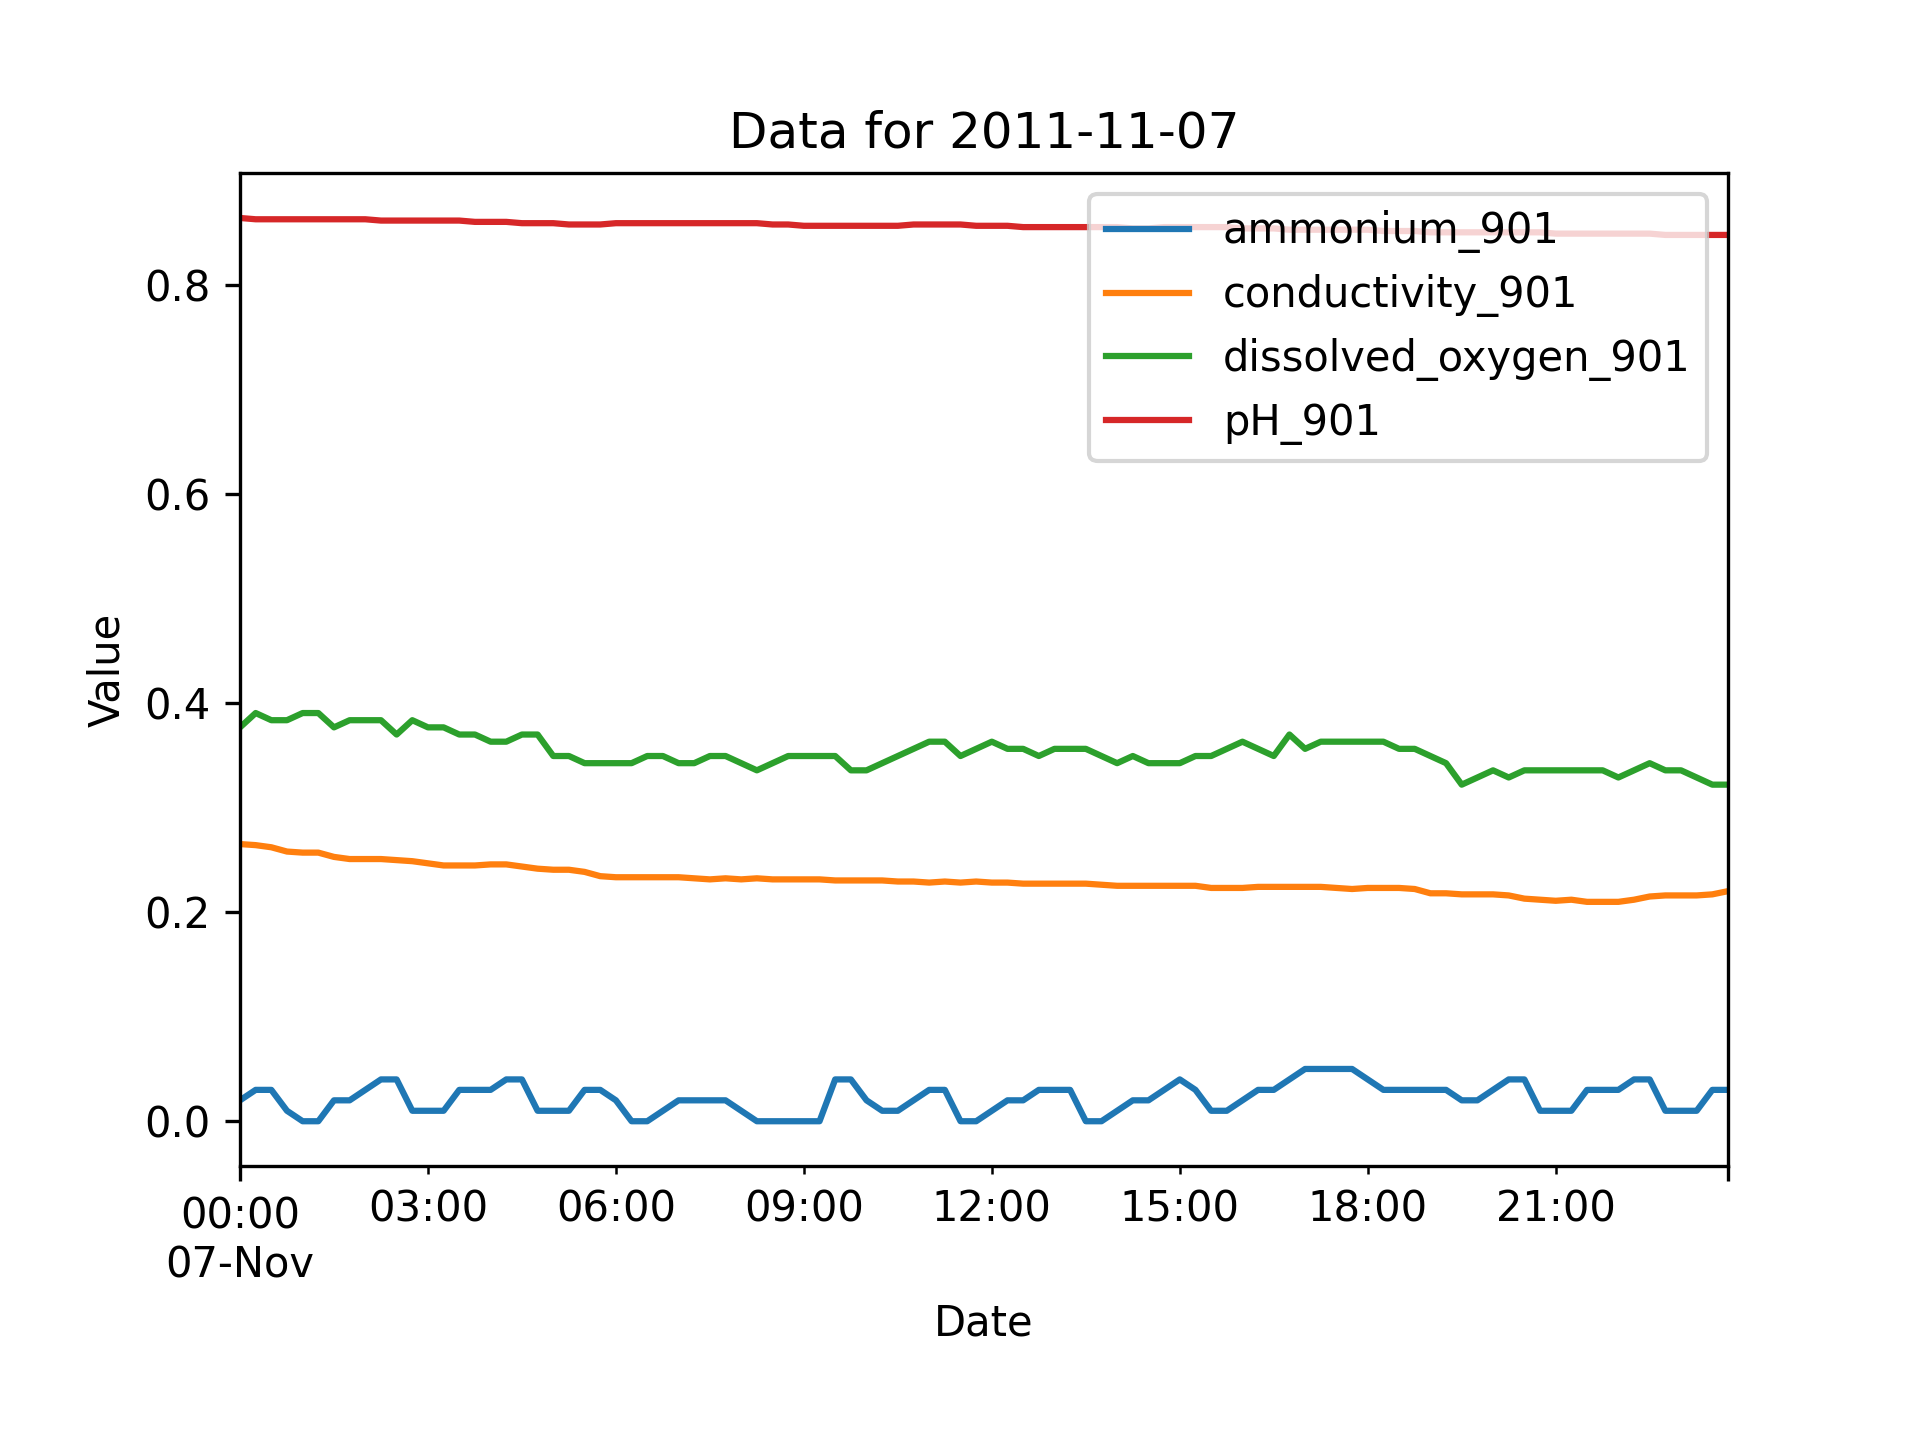 Data for 2011-11-07
ammonium_901
conductivity_901
dissolved_oxygen_901
pH_901
Value
0.8
0.6
0.4
0.2
0.0
00:00 03:00 06:00 09:00 12:00 15:00 18:00 21:00
07-Nov
Date